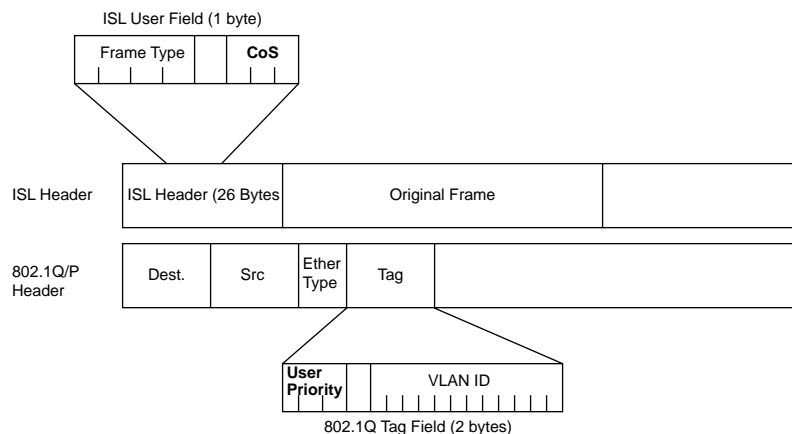 ISL User Field (1 byte)
Frame Type
CoS
ISL Header
ISL Header (26 Bytes
Original Frame
802.1Q/P
Header
Dest.
Src
Ether
Type
Tag
User
Priority
VLAN ID
802.1Q Tag Field (2 bytes)